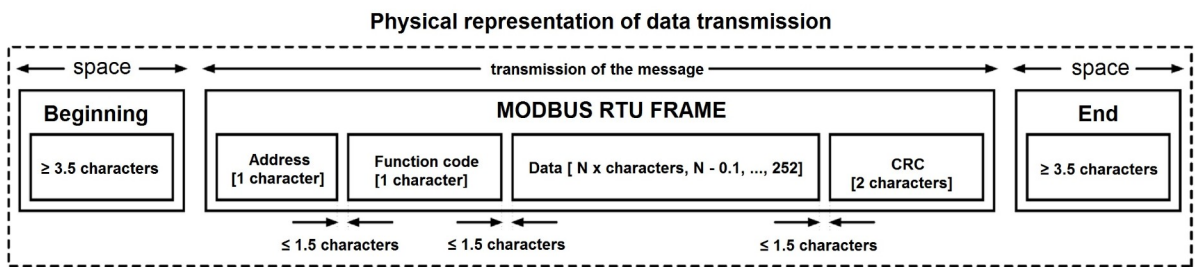 Physical representation of data transmission
space
transmission of the message
space
Beginning
MODBUS RTU FRAME
End
≥ 3.5 characters
Address
[1 character]
Function code
[1 character]
Data [ N x characters, N - 0.1, ..., 252]
CRC
[2 characters]
≥ 3.5 characters
≤ 1.5 characters
≤ 1.5 characters
≤ 1.5 characters